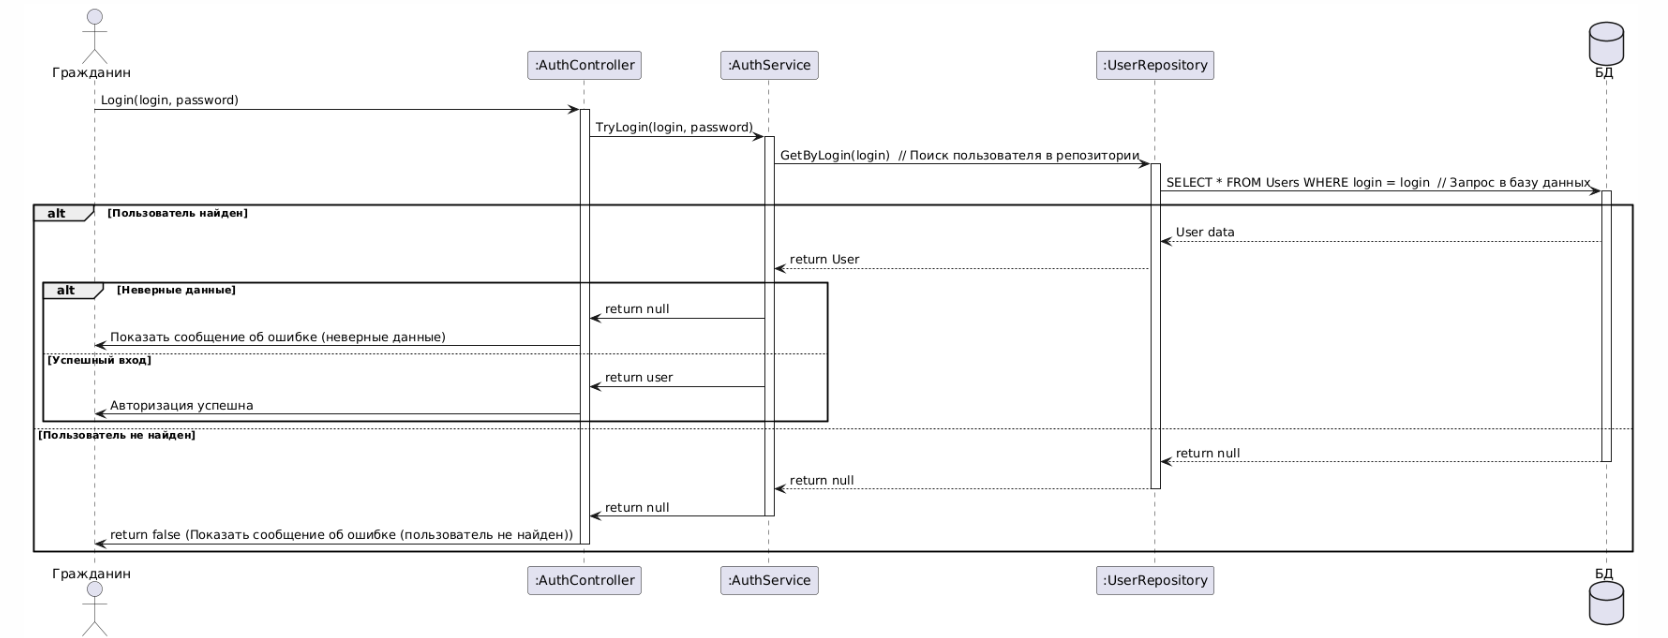 Гражданин
:AuthController
:AuthService
:UserRepository
БД
Login(login, password)
TryLogin(login, password)
GetByLogin(login)  // Поиск пользователя в репозитории
SELECT * FROM Users WHERE login = login  // Запрос в базу данных
alt
[Пользователь найден]
User data
return User
alt
[Неверные данные]
return null
Показать сообщение об ошибке (неверные данные)
[Успешный вход]
return user
Авторизация успешна
[Пользователь не найден]
return null
return null
return null
return false (Показать сообщение об ошибке (пользователь не найден))
Гражданин
:AuthController
:AuthService
:UserRepository
БД